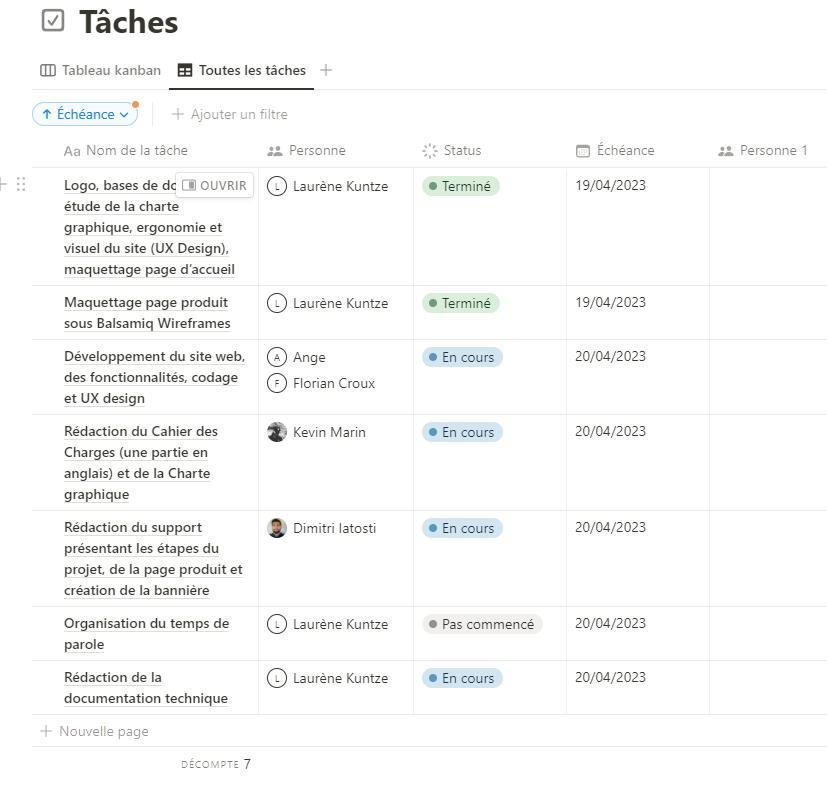 Tâches
Tableau kanban Toutes les tâches
Échéance Ajouter un filtre
Aa Nom de la tâche Personne Status Échéance Personne 1
Logo, bases de do OUVRIR L Laurène Kuntze Terminé 19/04/2023
étude de la charte
graphique, ergonomie et
visuel du site (UX Design),
maquettage page d’accueil
Maquettage page produit L Laurène Kuntze Terminé 19/04/2023
sous Balsamiq Wireframes
Développement du site web, A Ange En cours 20/04/2023
des fonctionnalités, codage F Florian Croux
et UX design
Rédaction du Cahier des Kevin Marin En cours 20/04/2023
Charges (une partie en
anglais) et de la Charte
graphique
Rédaction du support Dimitri Iatosti En cours 20/04/2023
présentant les étapes du
projet, de la page produit et
création de la bannière
Organisation du temps de L Laurène Kuntze Pas commencé 20/04/2023
parole
Rédaction de la L Laurène Kuntze En cours 20/04/2023
documentation technique
Nouvelle page
DÉCOMPTE 7